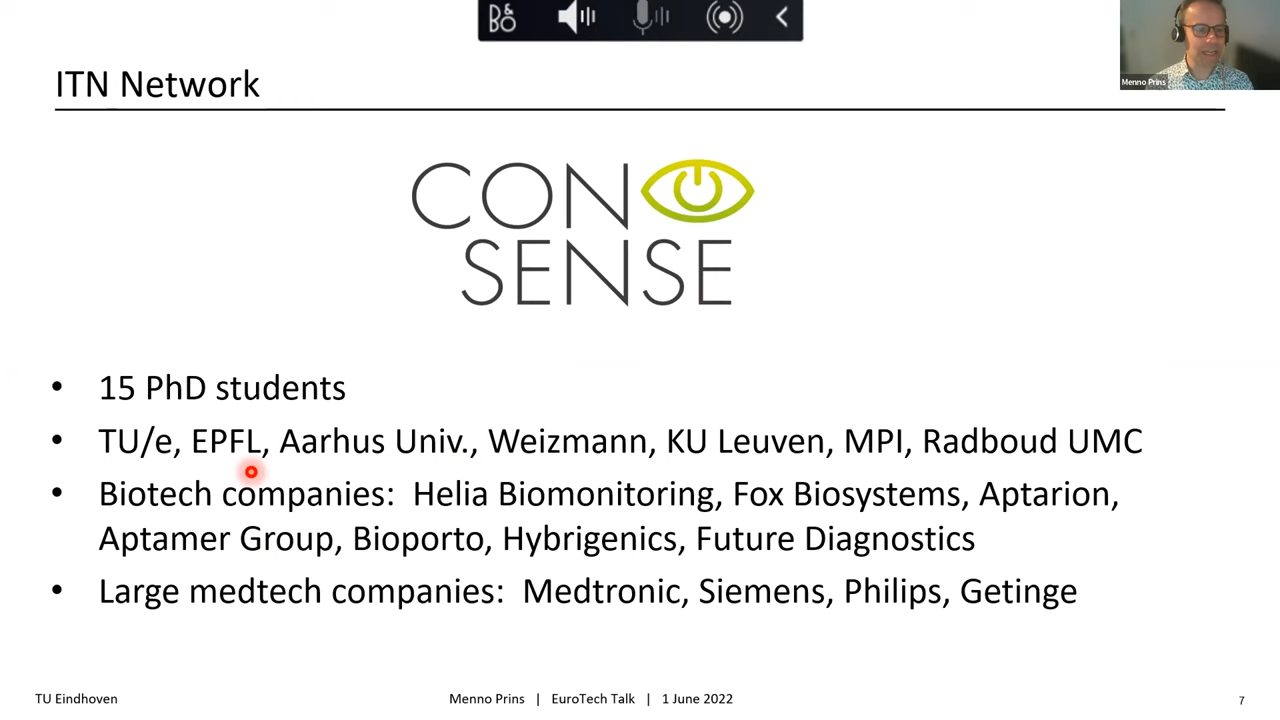 B&O
ITN Network
Menno Prins
CON
SENSE
• 15 PhD students
• TU/e, EPFL, Aarhus Univ., Weizmann, KU Leuven, MPI, Radboud UMC
• Biotech companies: Helia Biomonitoring, Fox Biosystems, Aptarion,
Aptamer Group, Bioporto, Hybrigenics, Future Diagnostics
• Large medtech companies: Medtronic, Siemens, Philips, Getinge
TU Eindhoven
Menno Prins | EuroTech Talk | 1 June 2022
7